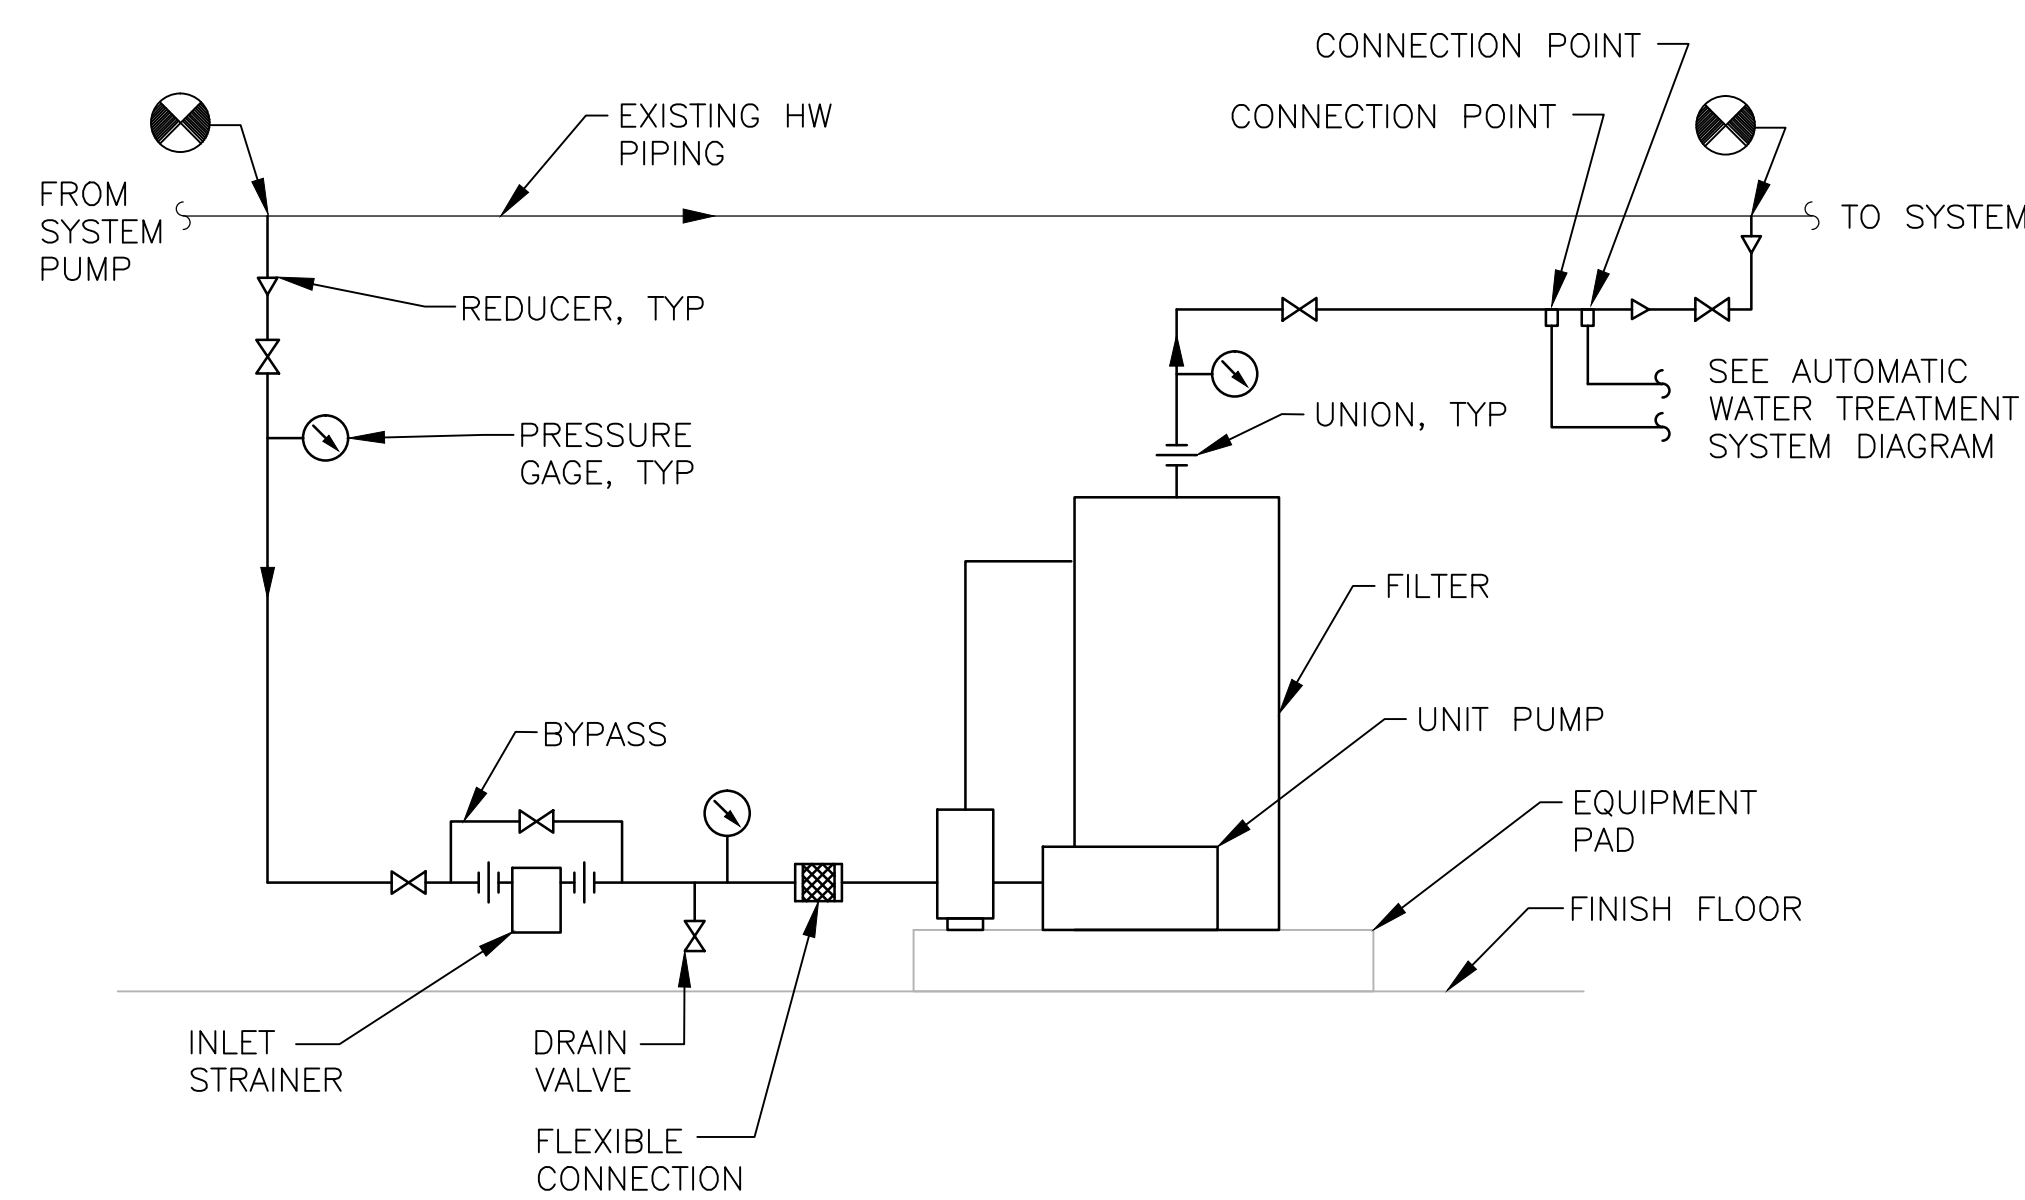 CONNECTION POINT
CONNECTION POINT
EXISTING HW
PIPING
FROM
SYSTEM
PUMP
TO SYSTEM
REDUCER, TYP
SEE AUTOMATIC
WATER TREATMENT
SYSTEM DIAGRAM
UNION, TYP
PRESSURE
GAGE, TYP
FILTER
UNIT PUMP
BYPASS
EQUIPMENT
PAD
FINISH FLOOR
INLET
STRAINER
DRAIN
VALVE
FLEXIBLE
CONNECTION